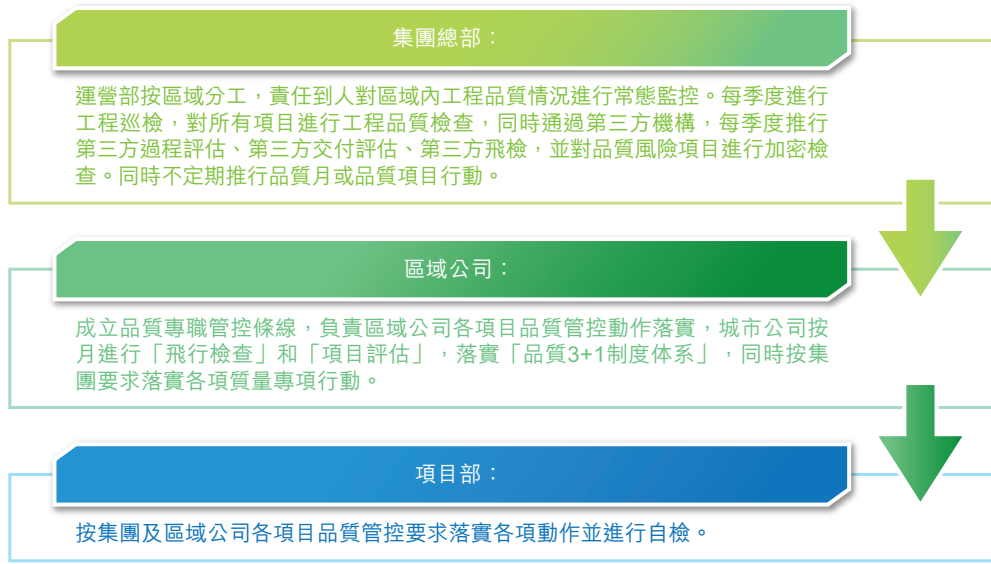 集團總部：
運營部按區域分工，責任到人對區域內工程品質情況進行常態監控。每季度進行
工程巡檢，對所有項目進行工程品質檢查，同時通過第三方機構，每季度推行
第三方過程評估、第三方交付評估、第三方飛檢，並對品質風險項目進行加密檢
查。同時不定期推行品質月或品質項目行動。
區域公司：
成立品質專職管控條線，負責區域公司各項目品質管控動作落實，城市公司按
月進行「飛行檢查」和「項目評估」，落實「品質3+1制度体系」，同時按集
團要求落實各項質量專項行動。
項目部：
按集團及區域公司各項目品質管控要求落實各項動作並進行自檢。